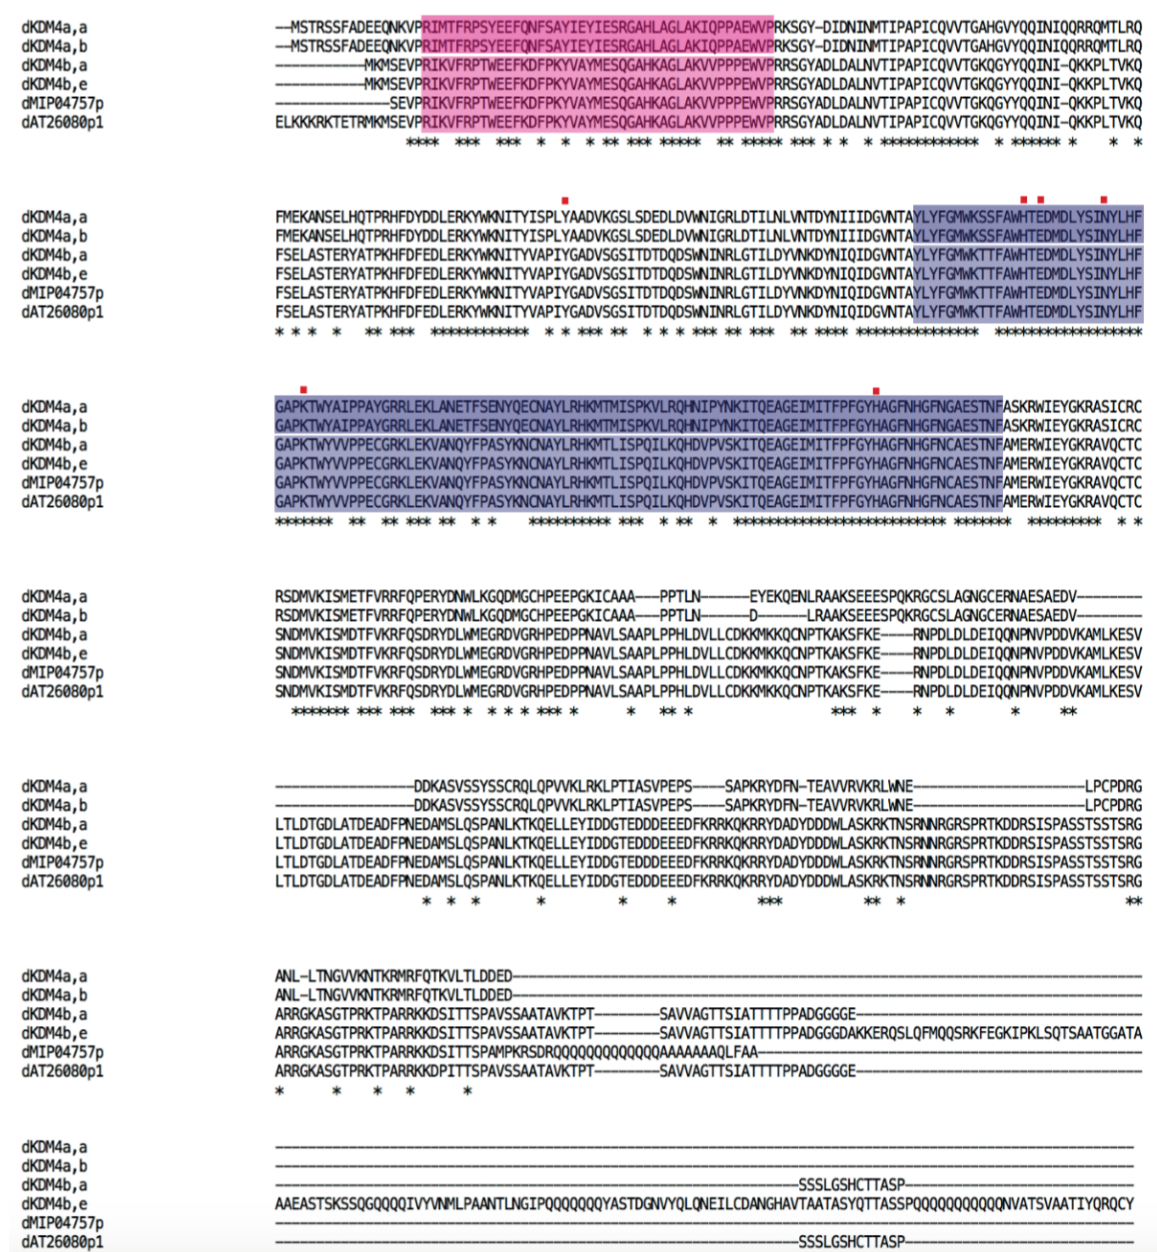 dKDM4a,a --MSTRSSFADEEQNKVPRIMTFRPSYEEFQNFSAYIEYIESRGAHLAGLAKIQPPAEWVPRKSGY-DIDNINMTIPAPICQVVTGAHGVYQQINIQQRRQMTLRQ
dKDM4a,b --MSTRSSFADEEQNKVPRIMTFRPSYEEFQNFSAYIEYIESRGAHLAGLAKIQPPAEWVPRKSGY-DIDNINMTIPAPICQVVTGAHGVYQQINIQQRRQMTLRQ
dKDM4b,a -----------MKMSEVPRIKVFRPTWEEFKDFPKYVAYMESQGAHKAGLAKVVPPPEWVPRRSGYADLDALNVTIPAPICQVVTGKQGYYQQINI-QKKPLTVKQ
dKDM4b,e -----------MKMSEVPRIKVFRPTWEEFKDFPKYVAYMESQGAHKAGLAKVVPPPEWVPRRSGYADLDALNVTIPAPICQVVTGKQGYYQQINI-QKKPLTVKQ
dMIP04757p --------------SEVPRIKVFRPTWEEFKDFPKYVAYMESQGAHKAGLAKVVPPPEWVPRRSGYADLDALNVTIPAPICQVVTGKQGYYQQINI-QKKPLTVKQ
dAT26080p1 ELKKKRKTETRMKMSEVPRIKVFRPTWEEFKDFPKYVAYMESQGAHKAGLAKVVPPPEWVPRRSGYADLDALNVTIPAPICQVVTGKQGYYQQINI-QKKPLTVKQ
**** *** *** * * * ** *** ***** ** ***** *** * * * ************ * ****** * * *
dKDM4a,a FMEKANSELHQTPRHFDYDDLERKYWKNITYISPLYAADVKGSLSDEDLDVWNIGRLDTILNLVNTDYNIIIDGVNTAYLYFGMWKSSFAWHTEDMDLYSINYLHF
dKDM4a,b FMEKANSELHQTPRHFDYDDLERKYWKNITYISPLYAADVKGSLSDEDLDVWNIGRLDTILNLVNTDYNIIIDGVNTAYLYFGMWKSSFAWHTEDMDLYSINYLHF
dKDM4b,a FSELASTERYATPKHFDFEDLERKYWKNITYVAPIYGADVSGSITDTDQDSWNINRLGTILDYVNKDYNIQIDGVNTAYLYFGMWKTTFAWHTEDMDLYSINYLHF
dKDM4b,e FSELASTERYATPKHFDFEDLERKYWKNITYVAPIYGADVSGSITDTDQDSWNINRLGTILDYVNKDYNIQIDGVNTAYLYFGMWKTTFAWHTEDMDLYSINYLHF
dMIP04757p FSELASTERYATPKHFDFEDLERKYWKNITYVAPIYGADVSGSITDTDQDSWNINRLGTILDYVNKDYNIQIDGVNTAYLYFGMWKTTFAWHTEDMDLYSINYLHF
dAT26080p1 FSELASTERYATPKHFDFEDLERKYWKNITYVAPIYGADVSGSITDTDQDSWNINRLGTILDYVNKDYNIQIDGVNTAYLYFGMWKTTFAWHTEDMDLYSINYLHF
* * * * ** *** ************ * * *** ** * * * *** ** *** ** **** *************** ******************
dKDM4a,a GAPKTWYAIPPAYGRRLEKLANETFSENYQECNAYLRHKMTMISPKVLRQHNIPYNKITQEAGEIMITFPFGYHAGFNHGFNGAESTNFASKRWIEYGKRASICRC
dKDM4a,b GAPKTWYAIPPAYGRRLEKLANETFSENYQECNAYLRHKMTMISPKVLRQHNIPYNKITQEAGEIMITFPFGYHAGFNHGFNGAESTNFASKRWIEYGKRASICRC
dKDM4b,a GAPKTWYVVPPECGRKLEKVANQYFPASYKNCNAYLRHKMTLISPQILKQHDVPVSKITQEAGEIMITFPFGYHAGFNHGFNCAESTNFAMERWIEYGKRAVQCTC
dKDM4b,e GAPKTWYVVPPECGRKLEKVANQYFPASYKNCNAYLRHKMTLISPQILKQHDVPVSKITQEAGEIMITFPFGYHAGFNHGFNCAESTNFAMERWIEYGKRAVQCTC
dMIP04757p GAPKTWYVVPPECGRKLEKVANQYFPASYKNCNAYLRHKMTLISPQILKQHDVPVSKITQEAGEIMITFPFGYHAGFNHGFNCAESTNFAMERWIEYGKRAVQCTC
dAT26080p1 GAPKTWYVVPPECGRKLEKVANQYFPASYKNCNAYLRHKMTLISPQILKQHDVPVSKITQEAGEIMITFPFGYHAGFNHGFNCAESTNFAMERWIEYGKRAVQCTC
******* ** ** *** ** * * ********** *** * ** * ************************** ******* ********* * *
dKDM4a,a RSDMVKISMETFVRRFQPERYDNWLKGQDMGCHPEEPGKICAAA---PPTLN------EYEKQENLRAAKSEEESPQKRGCSLAGNGCERNAESAEDV--------
dKDM4a,b RSDMVKISMETFVRRFQPERYDNWLKGQDMGCHPEEPGKICAAA---PPTLN------D------LRAAKSEEESPQKRGCSLAGNGCERNAESAEDV--------
dKDM4b,a SNDMVKISMDTFVKRFQSDRYDLWMEGRDVGRHPEDPPNAVLSAAPLPPHLDVLLCDKKMKKQCNPTKAKSFKE----RNPDLDLDEIQQNPNVPDDVKAMLKESV
dKDM4b,e SNDMVKISMDTFVKRFQSDRYDLWMEGRDVGRHPEDPPNAVLSAAPLPPHLDVLLCDKKMKKQCNPTKAKSFKE----RNPDLDLDEIQQNPNVPDDVKAMLKESV
dMIP04757p SNDMVKISMDTFVKRFQSDRYDLWMEGRDVGRHPEDPPNAVLSAAPLPPHLDVLLCDKKMKKQCNPTKAKSFKE----RNPDLDLDEIQQNPNVPDDVKAMLKESV
dAT26080p1 SNDMVKISMDTFVKRFQSDRYDLWMEGRDVGRHPEDPPNAVLSAAPLPPHLDVLLCDKKMKKQCNPTKAKSFKE----RNPDLDLDEIQQNPNVPDDVKAMLKESV
******* *** *** *** * * * * *** * * ** * *** * * * * **
dKDM4a,a -----------------DDKASVSSYSSCRQLQPVVKLRKLPTIASVPEPS----SAPKRYDFN-TEAVVRVKRLWNE---------------------LPCPDRG
dKDM4a,b -----------------DDKASVSSYSSCRQLQPVVKLRKLPTIASVPEPS----SAPKRYDFN-TEAVVRVKRLWNE---------------------LPCPDRG
dKDM4b,a LTLDTGDLATDEADFPNEDAMSLQSPANLKTKQELLEYIDDGTEDDDEEEDFKRRKQKRRYDADYDDDWLASKRKTNSRNNRGRSPRTKDDRSISPASSTSSTSRG
dKDM4b,e LTLDTGDLATDEADFPNEDAMSLQSPANLKTKQELLEYIDDGTEDDDEEEDFKRRKQKRRYDADYDDDWLASKRKTNSRNNRGRSPRTKDDRSISPASSTSSTSRG
dMIP04757p LTLDTGDLATDEADFPNEDAMSLQSPANLKTKQELLEYIDDGTEDDDEEEDFKRRKQKRRYDADYDDDWLASKRKTNSRNNRGRSPRTKDDRSISPASSTSSTSRG
dAT26080p1 LTLDTGDLATDEADFPNEDAMSLQSPANLKTKQELLEYIDDGTEDDDEEEDFKRRKQKRRYDADYDDDWLASKRKTNSRNNRGRSPRTKDDRSISPASSTSSTSRG
* * * * * * *** ** * **
dKDM4a,a ANL-LTNGVVKNTKRMRFQTKVLTLDDED-----------------------------------------------------------------------------
dKDM4a,b ANL-LTNGVVKNTKRMRFQTKVLTLDDED-----------------------------------------------------------------------------
dKDM4b,a ARRGKASGTPRKTPARRKKDSITTSPAVSSAATAVKTPT--------SAVVAGTTSIATTTTPPADGGGGE-----------------------------------
dKDM4b,e ARRGKASGTPRKTPARRKKDSITTSPAVSSAATAVKTPT--------SAVVAGTTSIATTTTPPADGGGDAKKERQSLQFMQQSRKFEGKIPKLSQTSAATGGATA
dMIP04757p ARRGKASGTPRKTPARRKKDSITTSPAMPKRSDRQQQQQQQQQQQQQAAAAAAAQLFAA-----------------------------------------------
dAT26080p1 ARRGKASGTPRKTPARRKKDPITTSPAVSSAATAVKTPT--------SAVVAGTTSIATTTTPPADGGGGE-----------------------------------
* * * * *
dKDM4a,a ---------------------------------------------------------------------------------------------------------
dKDM4a,b ---------------------------------------------------------------------------------------------------------
dKDM4b,a ----------------------------------------------------------------SSSLGSHCTTASP----------------------------
dKDM4b,e AAEASTSKSSQGQQQQIVYVNMLPAANTLNGIPQQQQQQQYASTDGNVYQLQNEILCDANGHAVTAATASYQTTASSPQQQQQQQQQQQNVATSVAATIYQRQCY
dMIP04757p ---------------------------------------------------------------------------------------------------------
dAT26080p1 ----------------------------------------------------------------SSSLGSHCTTASP----------------------------